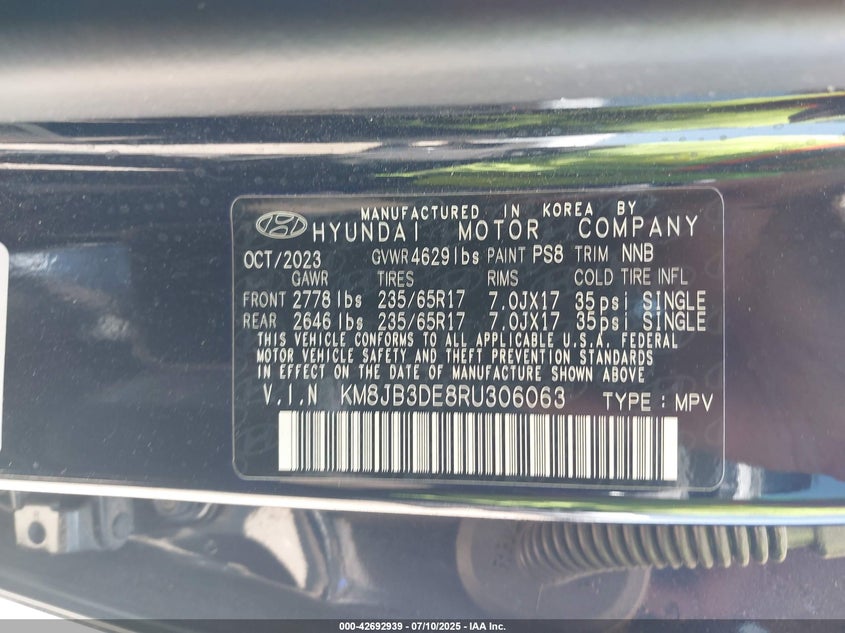 MANUFACTURED IN KOREA BY
HYUNDAI MOTOR COMPANY
OCT/2023 GVWR 4629 lbs PAINT PS8 TRIM NNB
GAWR TIRES RIMS COLD TIRE INFL
FRONT 2778 lbs 235/65R17 7.0JX17 35psi SINGLE
REAR 2646 lbs 235/65R17 7.0JX17 35psi SINGLE
THIS VEHICLE CONFORMS TO ALL APPLICABLE U.S.A. FEDERAL
MOTOR VEHICLE SAFETY AND THEFT PREVENTION STANDARDS
IN EFFECT ON THE DATE OF MANUFACTURE SHOWN ABOVE
V.I.N KM8JB3DE8RU306063 TYPE : MPV
000-42692939 - 07/10/2025 - IAA Inc.